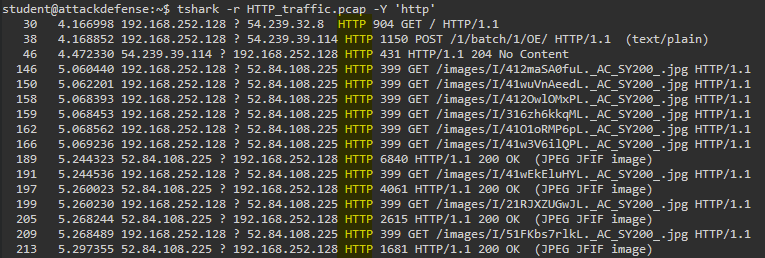 student@attackdefense:~$ tshark -r HTTP_traffic.pcap -Y 'http'
30 4.166998 192.168.252.128 ? 54.239.32.8 HTTP 904 GET / HTTP/1.1
38 4.168852 192.168.252.128 ? 54.239.39.114 HTTP 1150 POST /1/batch/1/OE/ HTTP/1.1 (text/plain)
46 4.472330 54.239.39.114 ? 192.168.252.128 HTTP 431 HTTP/1.1 204 No Content
146 5.060440 192.168.252.128 ? 52.84.108.225 HTTP 399 GET /images/I/412maSA0fuL._AC_SY200_.jpg HTTP/1.1
150 5.062201 192.168.252.128 ? 52.84.108.225 HTTP 399 GET /images/I/41wuVnAeedL._AC_SY200_.jpg HTTP/1.1
158 5.068393 192.168.252.128 ? 52.84.108.225 HTTP 399 GET /images/I/412OwlOMxPL._AC_SY200_.jpg HTTP/1.1
159 5.068453 192.168.252.128 ? 52.84.108.225 HTTP 399 GET /images/I/316zh6kkqML._AC_SY200_.jpg HTTP/1.1
162 5.068562 192.168.252.128 ? 52.84.108.225 HTTP 399 GET /images/I/41O1oRMP6pL._AC_SY200_.jpg HTTP/1.1
166 5.069236 192.168.252.128 ? 52.84.108.225 HTTP 399 GET /images/I/41w3V6ilQPL._AC_SY200_.jpg HTTP/1.1
189 5.244323 52.84.108.225 ? 192.168.252.128 HTTP 6840 HTTP/1.1 200 OK (JPEG JFIF image)
191 5.244536 192.168.252.128 ? 52.84.108.225 HTTP 399 GET /images/I/41wEkEluHYL._AC_SY200_.jpg HTTP/1.1
197 5.260023 52.84.108.225 ? 192.168.252.128 HTTP 4061 HTTP/1.1 200 OK (JPEG JFIF image)
199 5.260230 192.168.252.128 ? 52.84.108.225 HTTP 399 GET /images/I/21RJXZUGwJL._AC_SY200_.jpg HTTP/1.1
205 5.268244 52.84.108.225 ? 192.168.252.128 HTTP 2615 HTTP/1.1 200 OK (JPEG JFIF image)
209 5.268489 192.168.252.128 ? 52.84.108.225 HTTP 399 GET /images/I/51FKbs7rlkL._AC_SY200_.jpg HTTP/1.1
213 5.297355 52.84.108.225 ? 192.168.252.128 HTTP 1681 HTTP/1.1 200 OK (JPEG JFIF image)